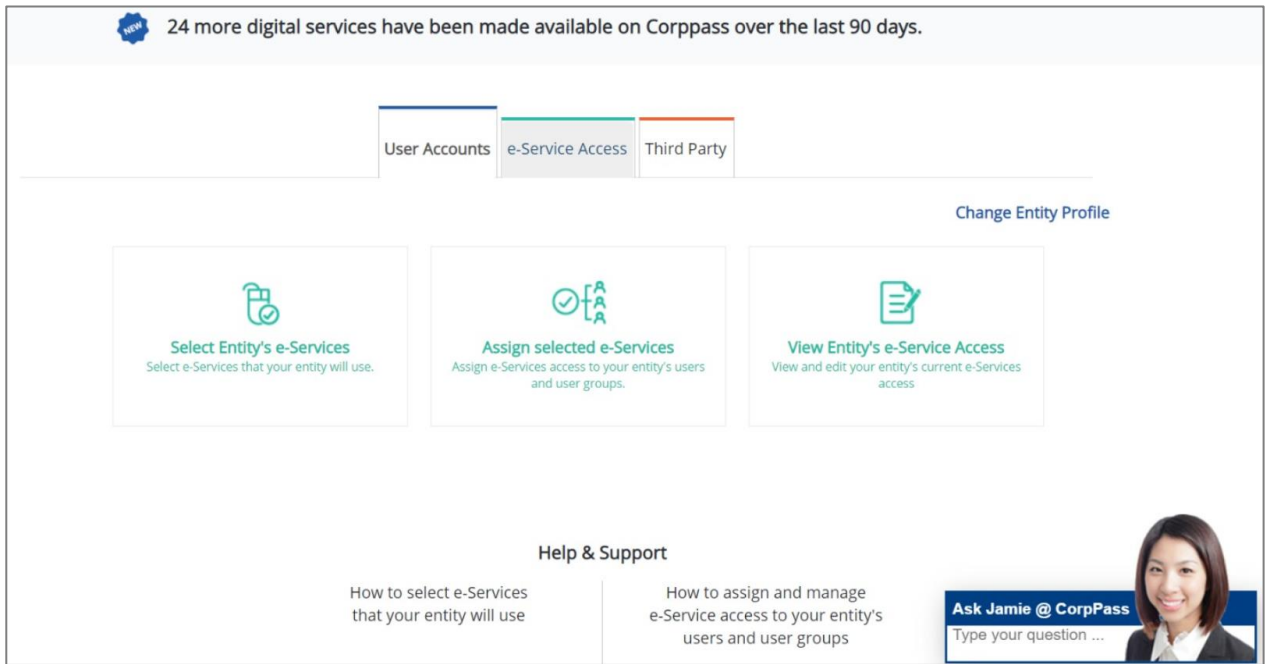 NEW
24 more digital services have been made available on Corppass over the last 90 days.
User Accounts
e-Service Access
Third Party
Change Entity Profile
Select Entity's e-Services
Select e-Services that your entity will use.
Assign selected e-Services
Assign e-Services access to your entity's users
and user groups.
View Entity's e-Service Access
View and edit your entity's current e-Services
access
Help & Support
How to select e-Services
that your entity will use
How to assign and manage
e-Service access to your entity's
users and user groups
Ask Jamie @ CorpPass
Type your question ...